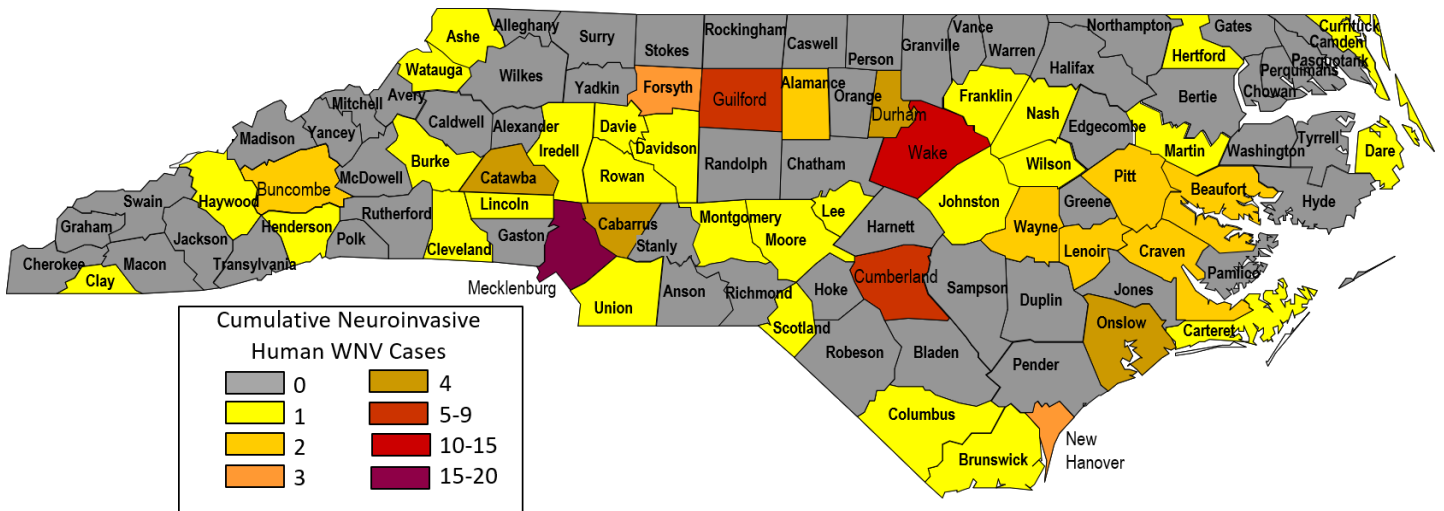 Alleghany
Ashe
Surry
Stokes
Rockingham
Caswell
Person
Granville
Vance
Warren
Northampton
Gates
Currituck
Camden
Pasquotank
Perquimans
Chowan
Hertford
Halifax
Bertie
Watauga
Wilkes
Yadkin
Forsyth
Guilford
Alamance
Orange
Durham
Franklin
Nash
Edgecombe
Martin
Washington
Tyrrell
Dare
Mitchell
Avery
Caldwell
Alexander
Davie
Iredell
Davidson
Madison
Yancey
Burke
Catawba
Rowan
Randolph
Chatham
Wake
Wilson
Pitt
Beaufort
Hyde
Buncombe
McDowell
Haywood
Swain
Graham
Jackson
Henderson
Rutherford
Polk
Cleveland
Lincoln
Gaston
Cabarrus
Stanly
Montgomery
Moore
Lee
Harnett
Johnston
Wayne
Greene
Lenoir
Craven
Pamlico
Cherokee
Clay
Macon
Transylvania
Mecklenburg
Union
Anson
Richmond
Hoke
Scotland
Cumberland
Sampson
Duplin
Jones
Onslow
Carteret
Robeson
Bladen
Pender
Columbus
Brunswick
New
Hanover
Cumulative Neuroinvasive
Human WNV Cases
0
1
2
3
4
5-9
10-15
15-20